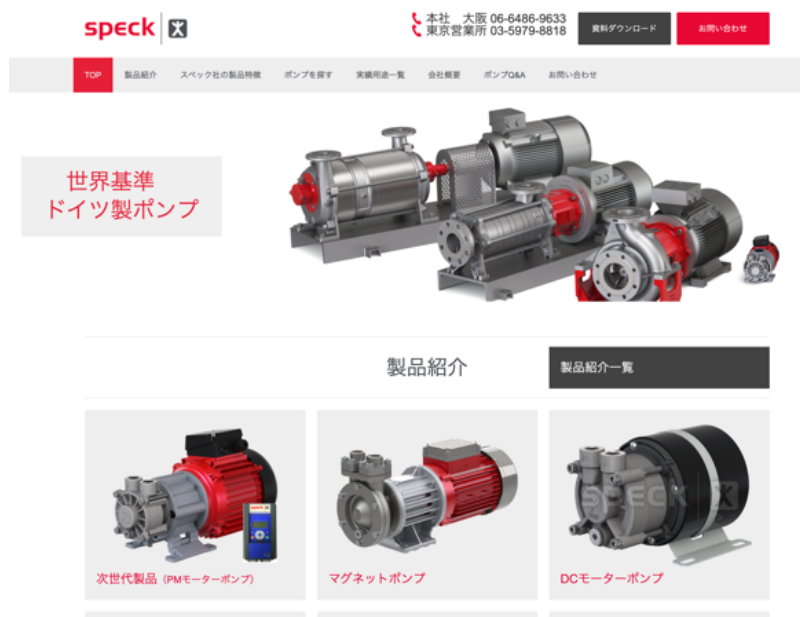 speck
本社　大阪 06-6486-9633
東京営業所 03-5979-8818
資料ダウンロード
お問い合わせ
TOP
製品紹介
スペック社の製品特徴
ポンプを探す
実績用途一覧
会社概要
ポンプQ&A
お問い合わせ
世界基準
ドイツ製ポンプ
製品紹介
製品紹介一覧
speck
SPECK
次世代製品（PMモーターポンプ）
マグネットポンプ
DCモーターポンプ